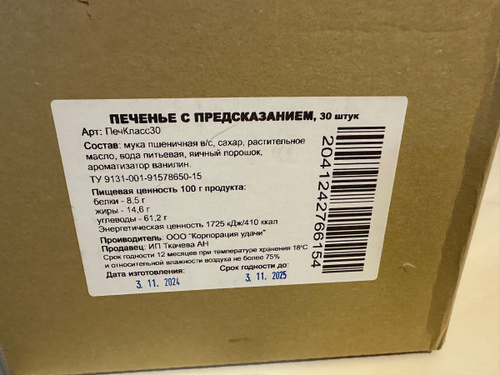 ПЕЧЕНЬЕ С ПРЕДСКАЗАНИЕМ, 30 штук
Арт: ПечКласс30
Состав: мука пшеничная в/с, сахар, растительное
масло, вода питьевая, яичный порошок,
ароматизатор ванилин.
ТУ 9131-001-91578650-15
Пищевая ценность 100 г продукта:
белки - 8,5 г
жиры - 14,6 г
углеводы - 61,2 г
Энергетическая ценность 1725 кДж/410 ккал
Проиводитель: ООО "Корпорация удачи"
Продавец: ИП Ткачева АН
Срок годности 12 месяцев при температуре хранения 18°С
и относительной влажности воздуха не более 75%
Дата изготовления: Срок годности до:
3. 11. 2024 3. 11. 2025
2041242766154